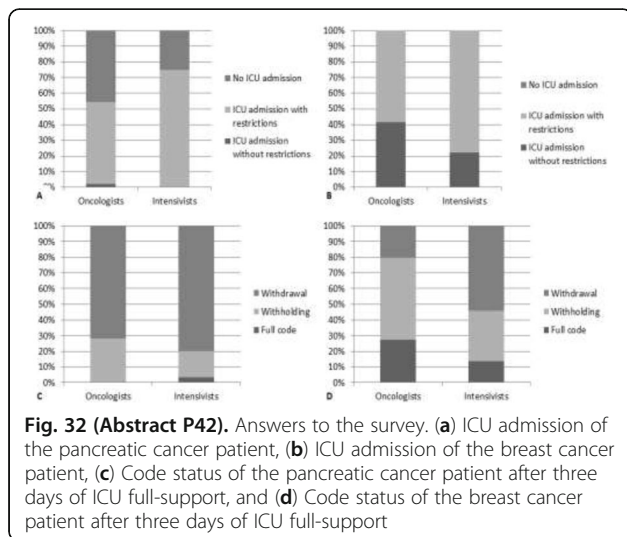 100%
90%
80%
70%
60%
50%
40%
30%
20%
10%
0%
A
Oncologists Intensivists
No ICU admission
ICU admission with
restrictions
ICU admission
without restrictions
100%
90%
80%
70%
60%
50%
40%
30%
20%
10%
0%
B
Oncologists Intensivists
No ICU admission
ICU admission with
restrictions
ICU admission
without restrictions
100%
90%
80%
70%
60%
50%
40%
30%
20%
10%
0%
C
Oncologists Intensivists
Withdrawal
Withholding
Full code
100%
90%
80%
70%
60%
50%
40%
30%
20%
10%
0%
D
Oncologists Intensivists
Withdrawal
Withholding
Full code
Fig. 32 (Abstract P42). Answers to the survey. (a) ICU admission of
the pancreatic cancer patient, (b) ICU admission of the breast cancer
patient, (c) Code status of the pancreatic cancer patient after three
days of ICU full-support, and (d) Code status of the breast cancer
patient after three days of ICU full-support